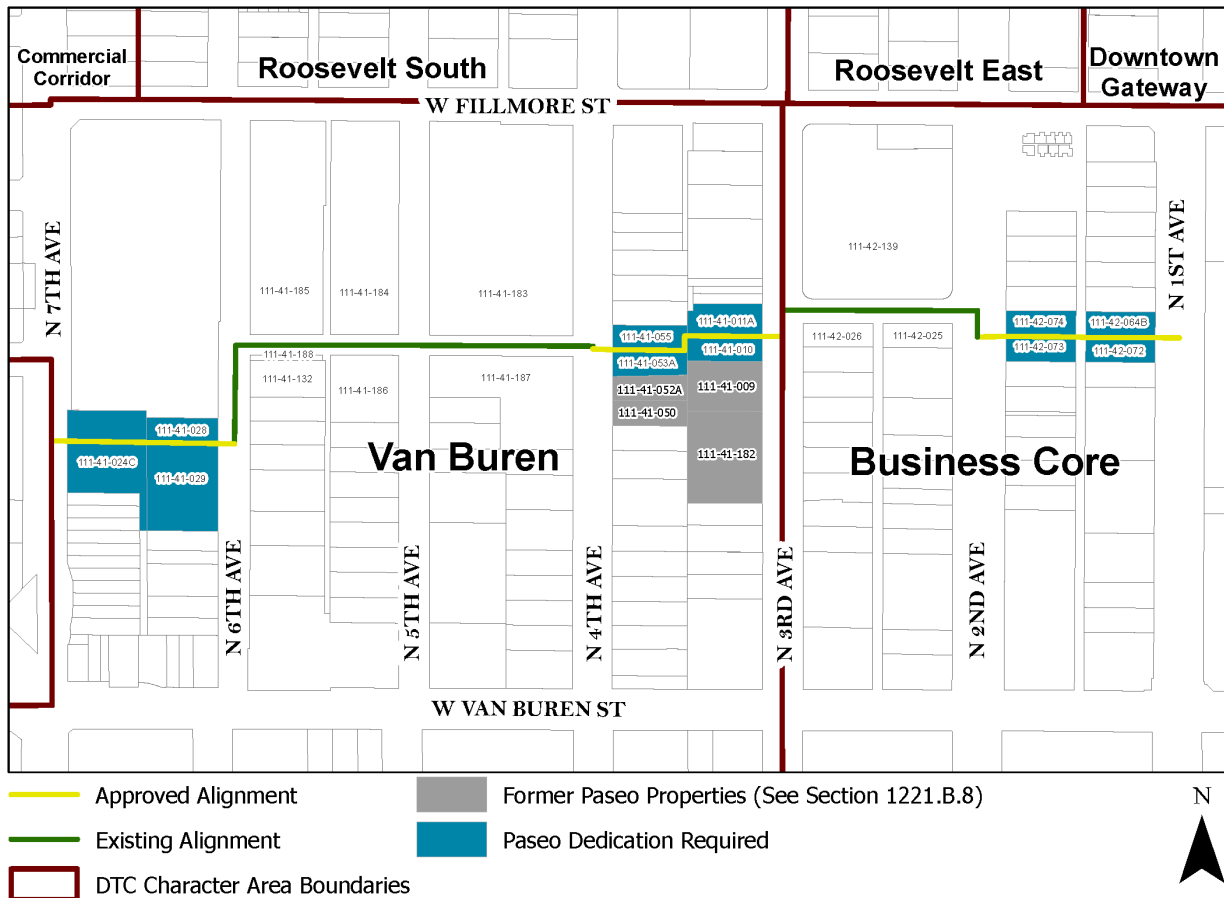 Commercial
Corridor
Roosevelt South
Roosevelt East
Downtown
Gateway
W FILLMORE ST
N 7TH AVE
N 1ST AVE
111-42-139
111-41-185
111-41-184
111-41-183
111-41-011A
111-41-055
111-41-010
111-41-053A
111-42-026
111-42-025
111-42-074
111-42-064B
111-42-073
111-42-072
111-41-188
111-41-132
111-41-186
111-41-187
111-41-052A
111-41-009
111-41-050
111-41-028
111-41-024C
111-41-029
111-41-182
Van Buren
Business Core
N 6TH AVE
N 5TH AVE
N 4TH AVE
N 3RD AVE
N 2ND AVE
W VAN BUREN ST
Approved Alignment
Former Paseo Properties (See Section 1221.B.8)
N
Existing Alignment
Paseo Dedication Required
DTC Character Area Boundaries